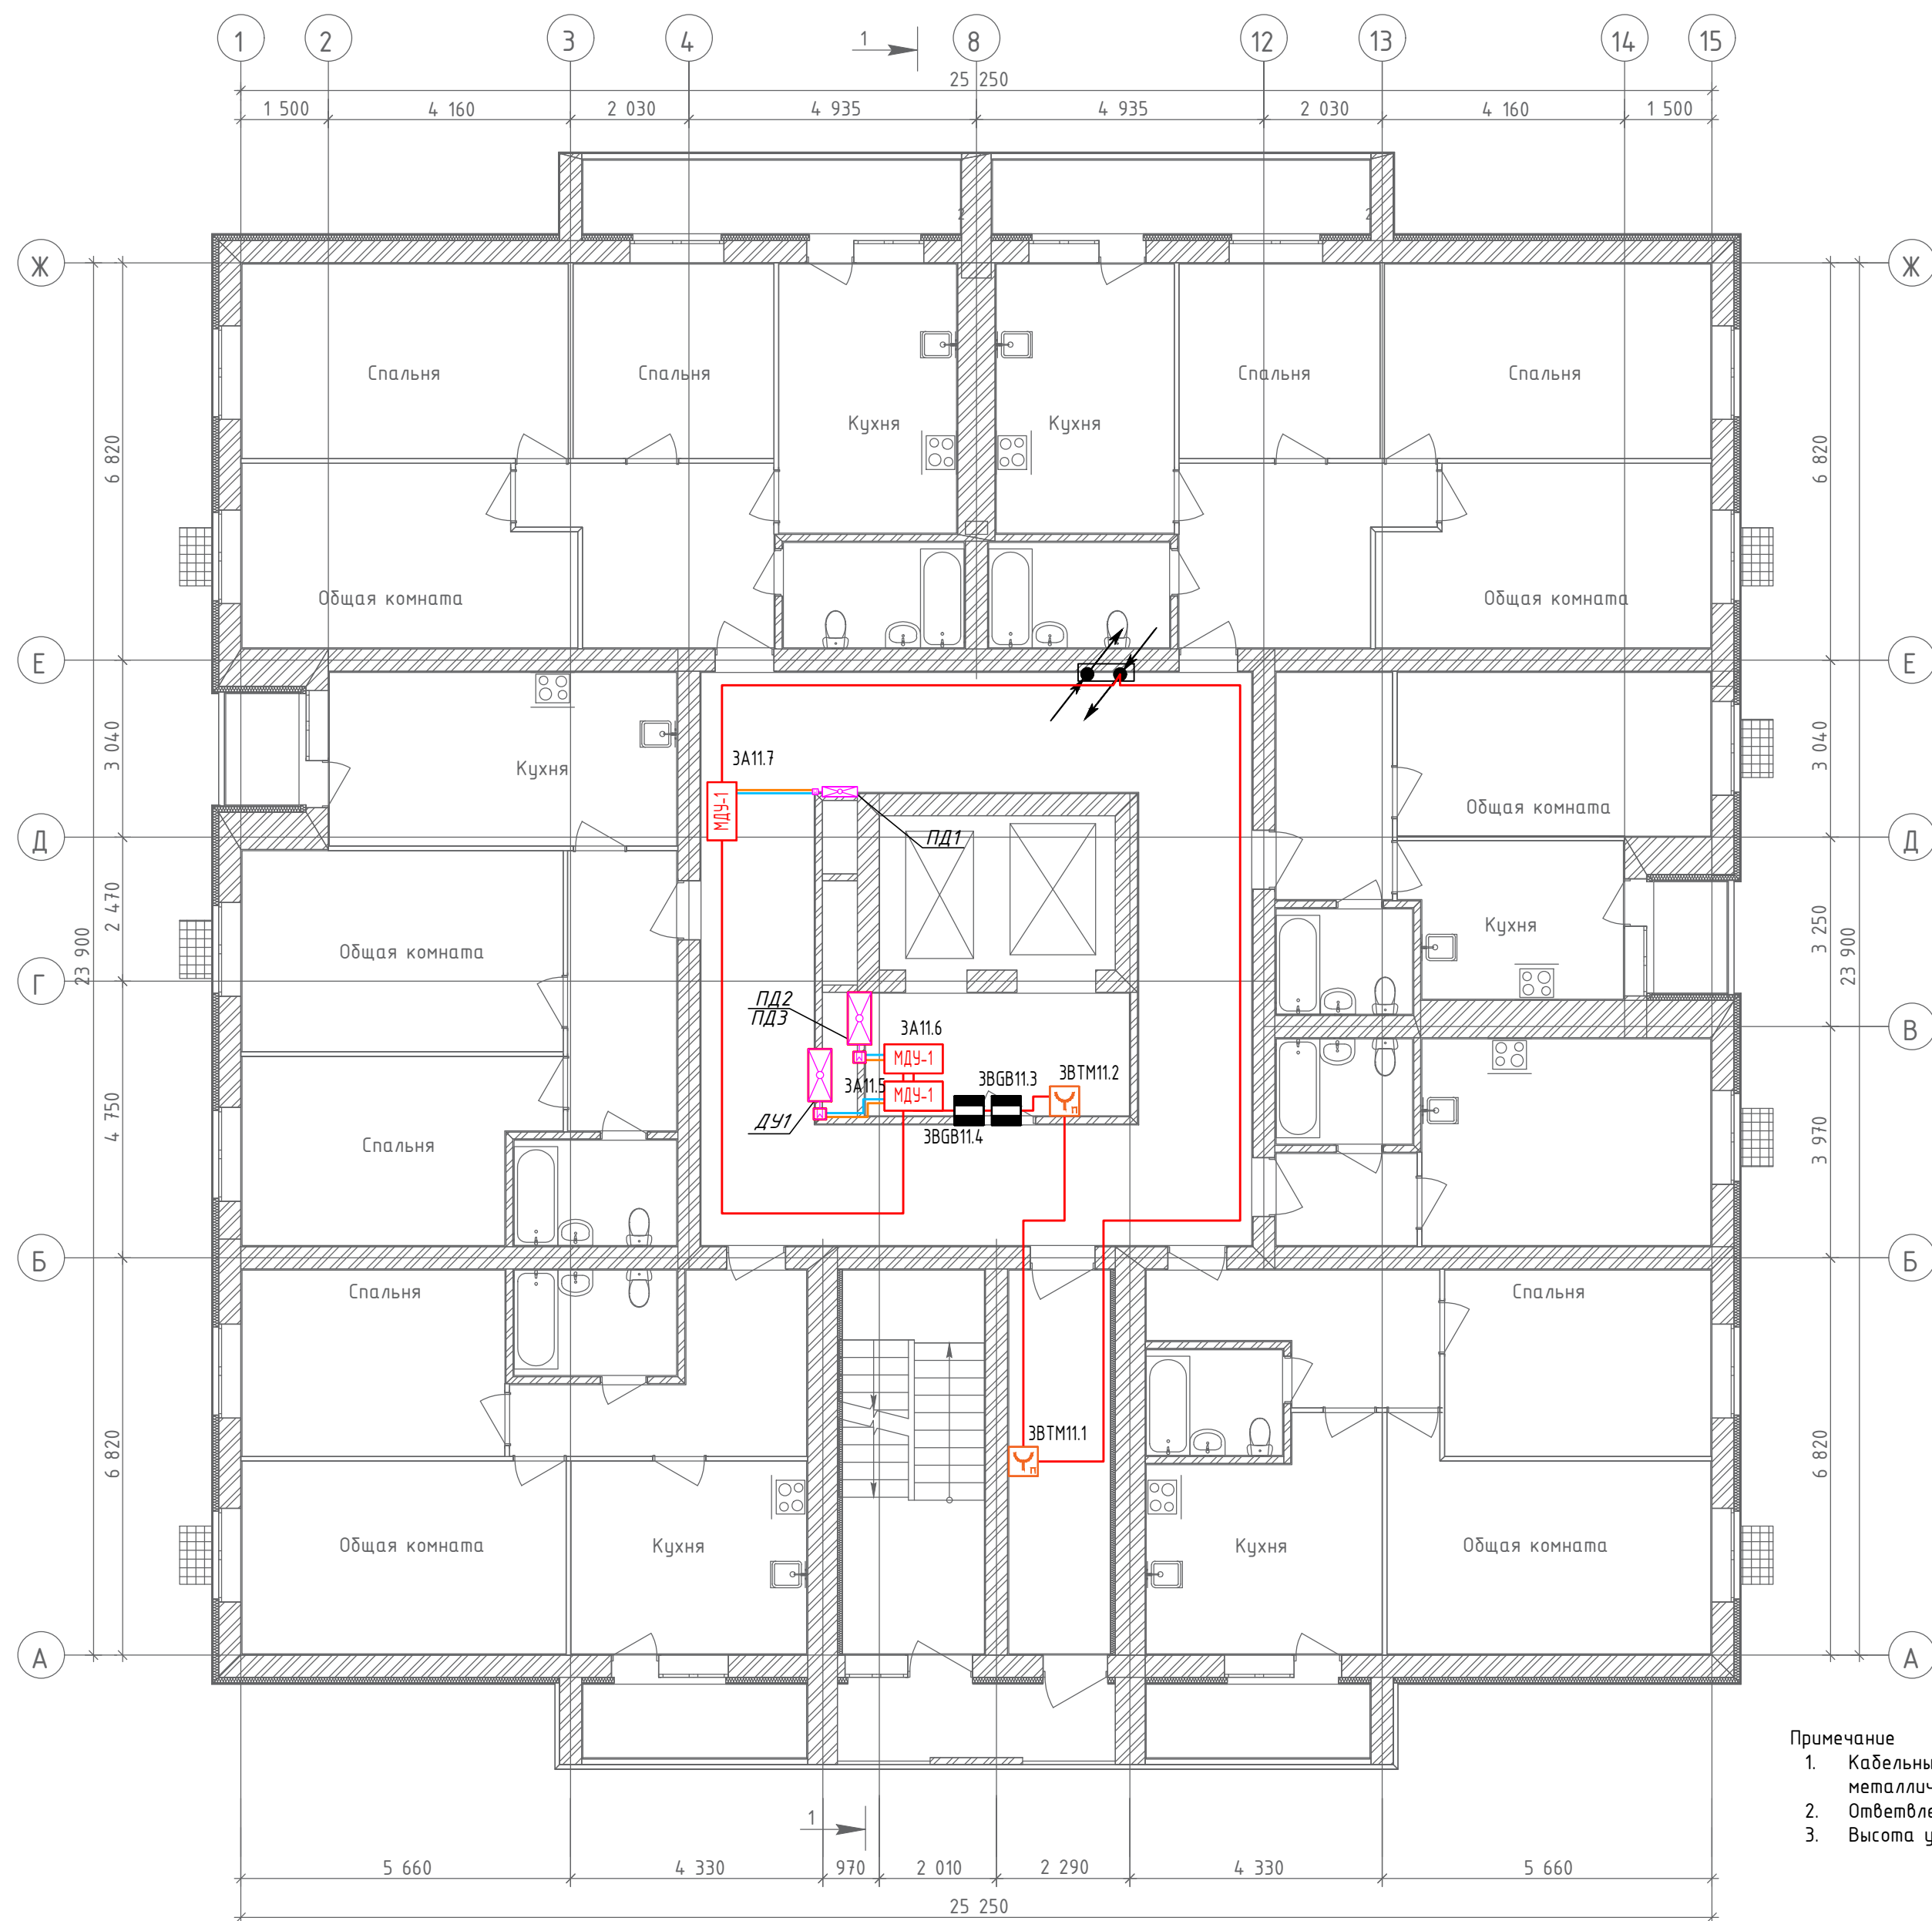 1 2 3 4 8 12 13 14 15
1
25 250
1 500 4 160 2 030 4 935 4 935 2 030 4 160 1 500
2 2
Ж Ж
Спальня Спальня Спальня Спальня
Кухня Кухня
6 820 6 820
Общая комната Общая комната
Е Е
3 040 3 040
3А11.7
Кухня
МДУ-1
Общая комната
ПД1
Д Д
2 470
3 250
23 900 23 900
Общая комната
Кухня
Г
ПД2
ПД3
3А11.6
В
МДУ-1
3А11.5
МДУ-1
3BGB11.3
3BTM11.2
п
ДУ1
3BGB11.4
4 750
3 970
Спальня
Б Б
Спальня Спальня
6 820 6 820
3BTM11.1
п
Общая комната Кухня Кухня Общая комната
А А
1
5 660 4 330 970 2 010 2 290 4 330 5 660
25 250
Примечание
1. Кабельны
металлич
2. Ответвле
3. Высота у